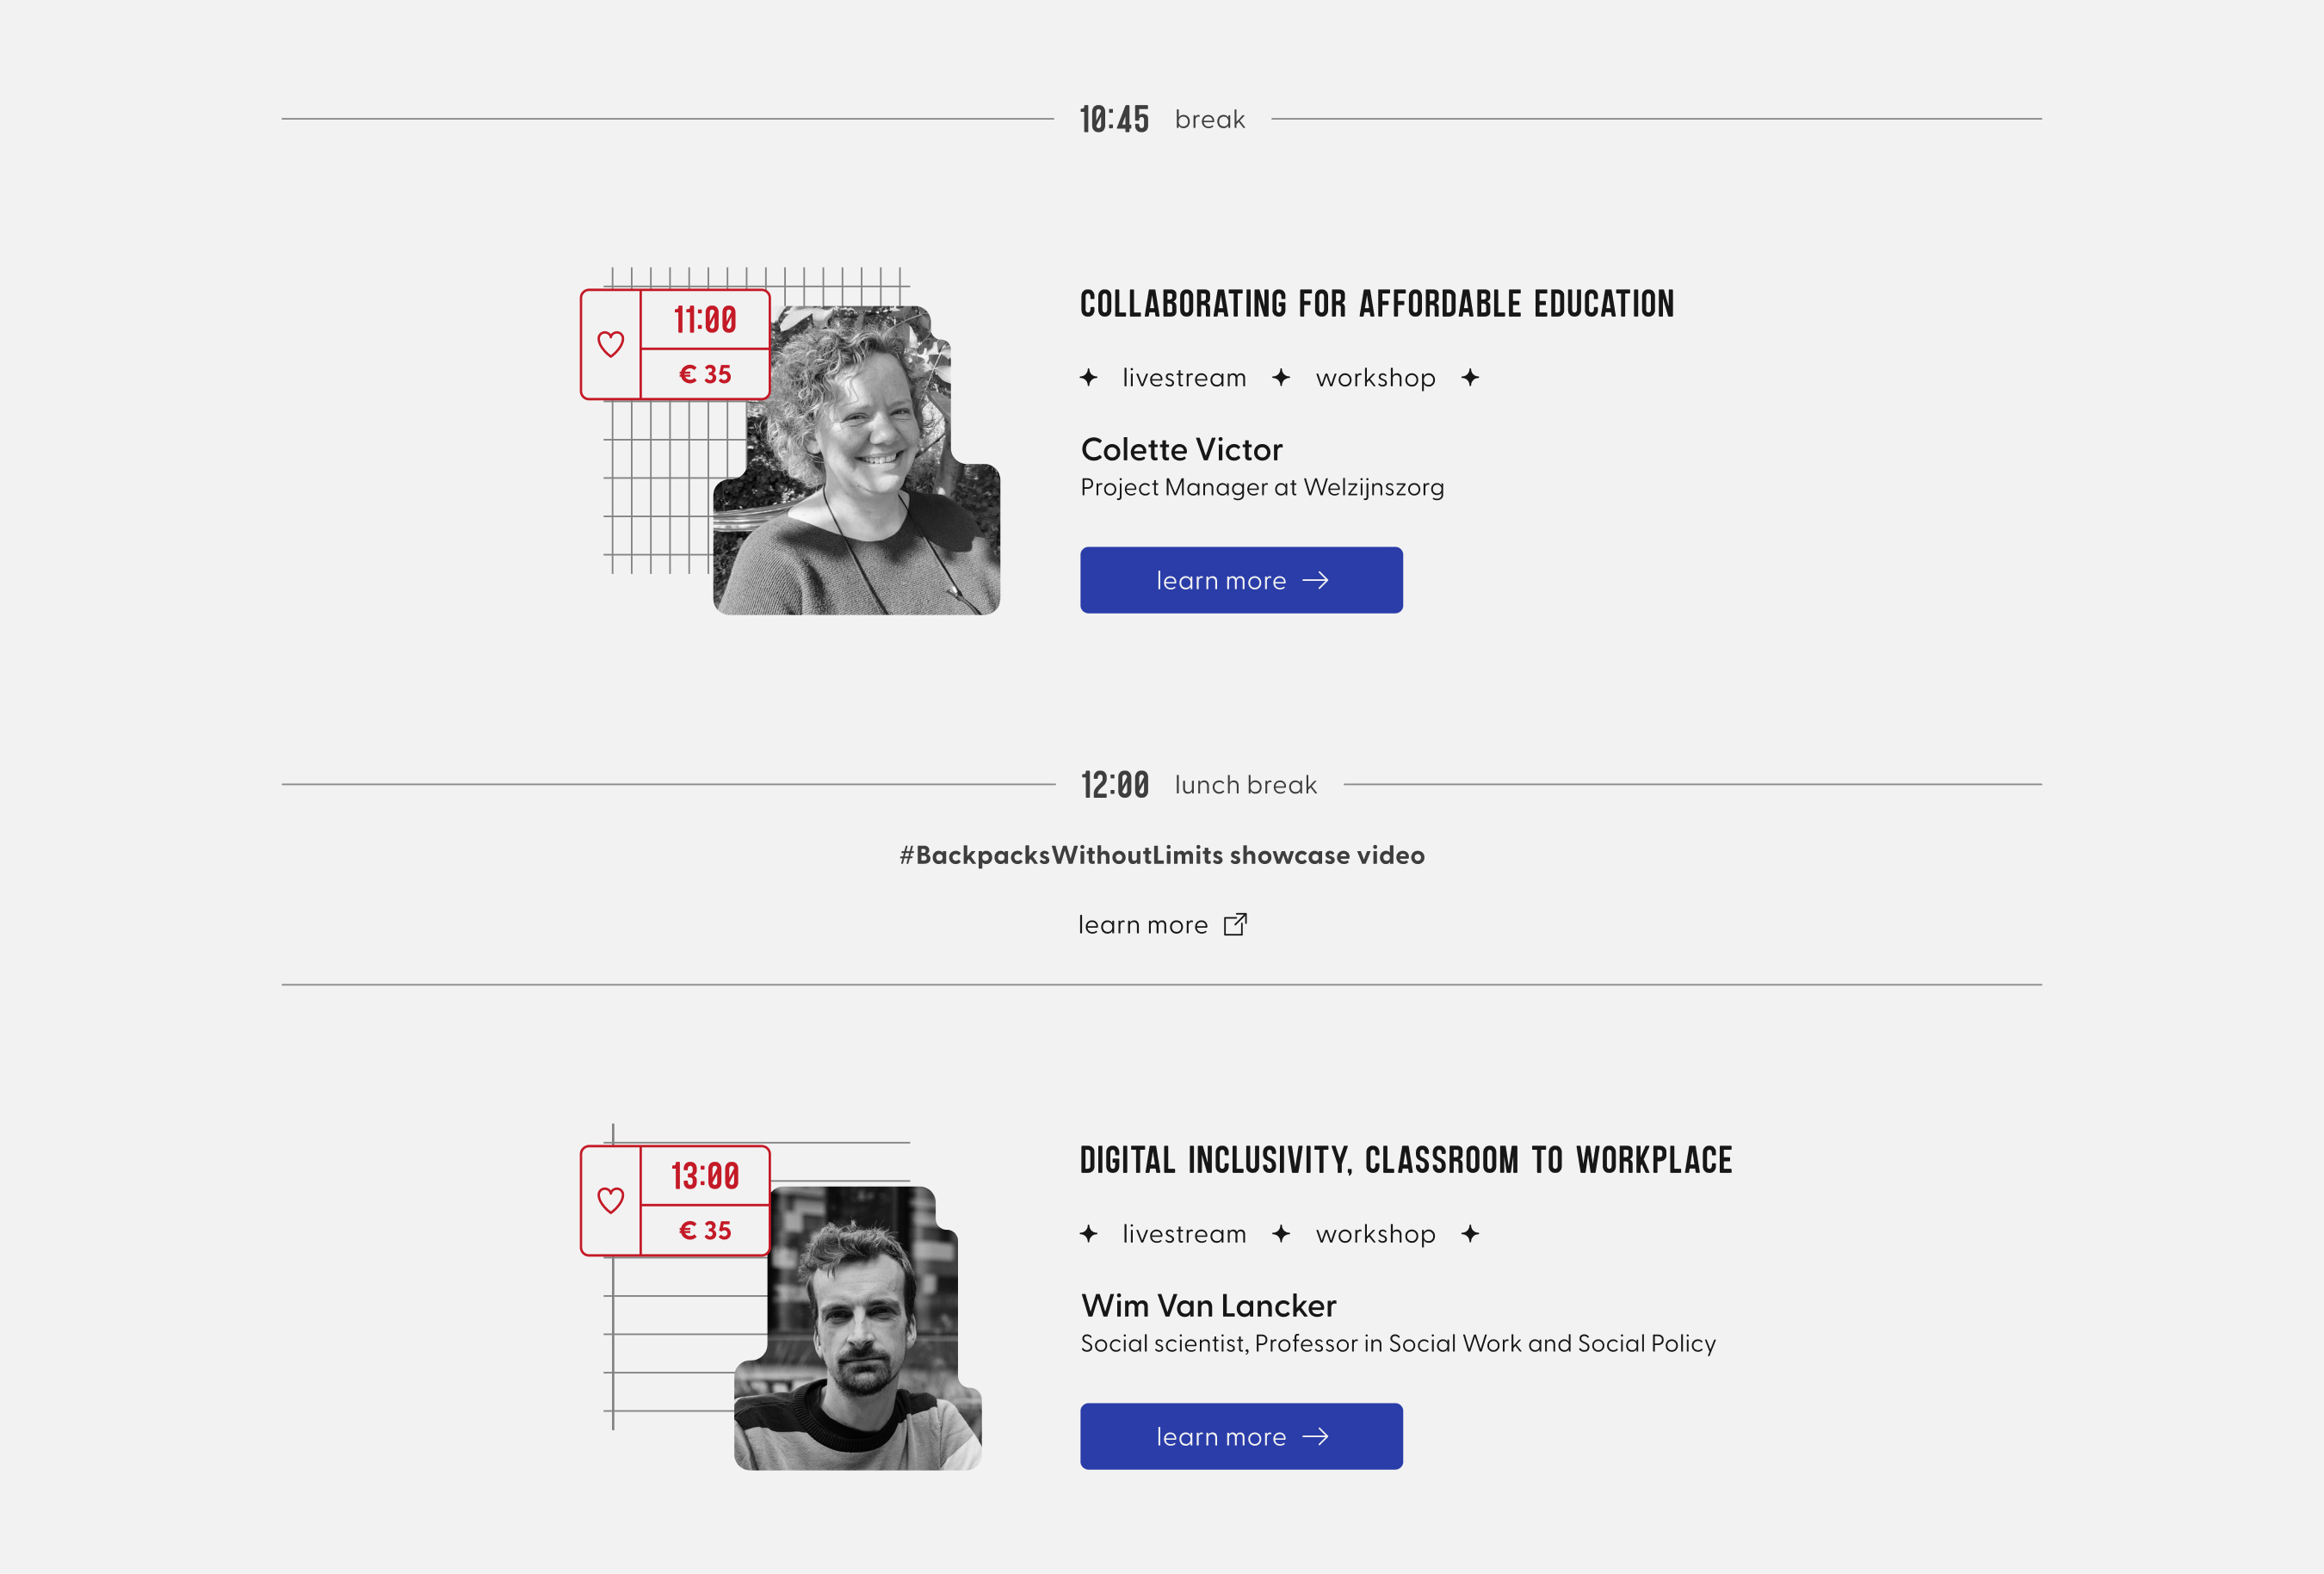 10:45 break
11:00
€ 35
COLLABORATING FOR AFFORDABLE EDUCATION
livestream workshop
Colette Victor
Project Manager at Welzijnszorg
learn more
12:00 lunch break
#BackpacksWithoutLimits showcase video
learn more
13:00
€ 35
DIGITAL INCLUSIVITY, CLASSROOM TO WORKPLACE
livestream workshop
Wim Van Lancker
Social scientist, Professor in Social Work and Social Policy
learn more